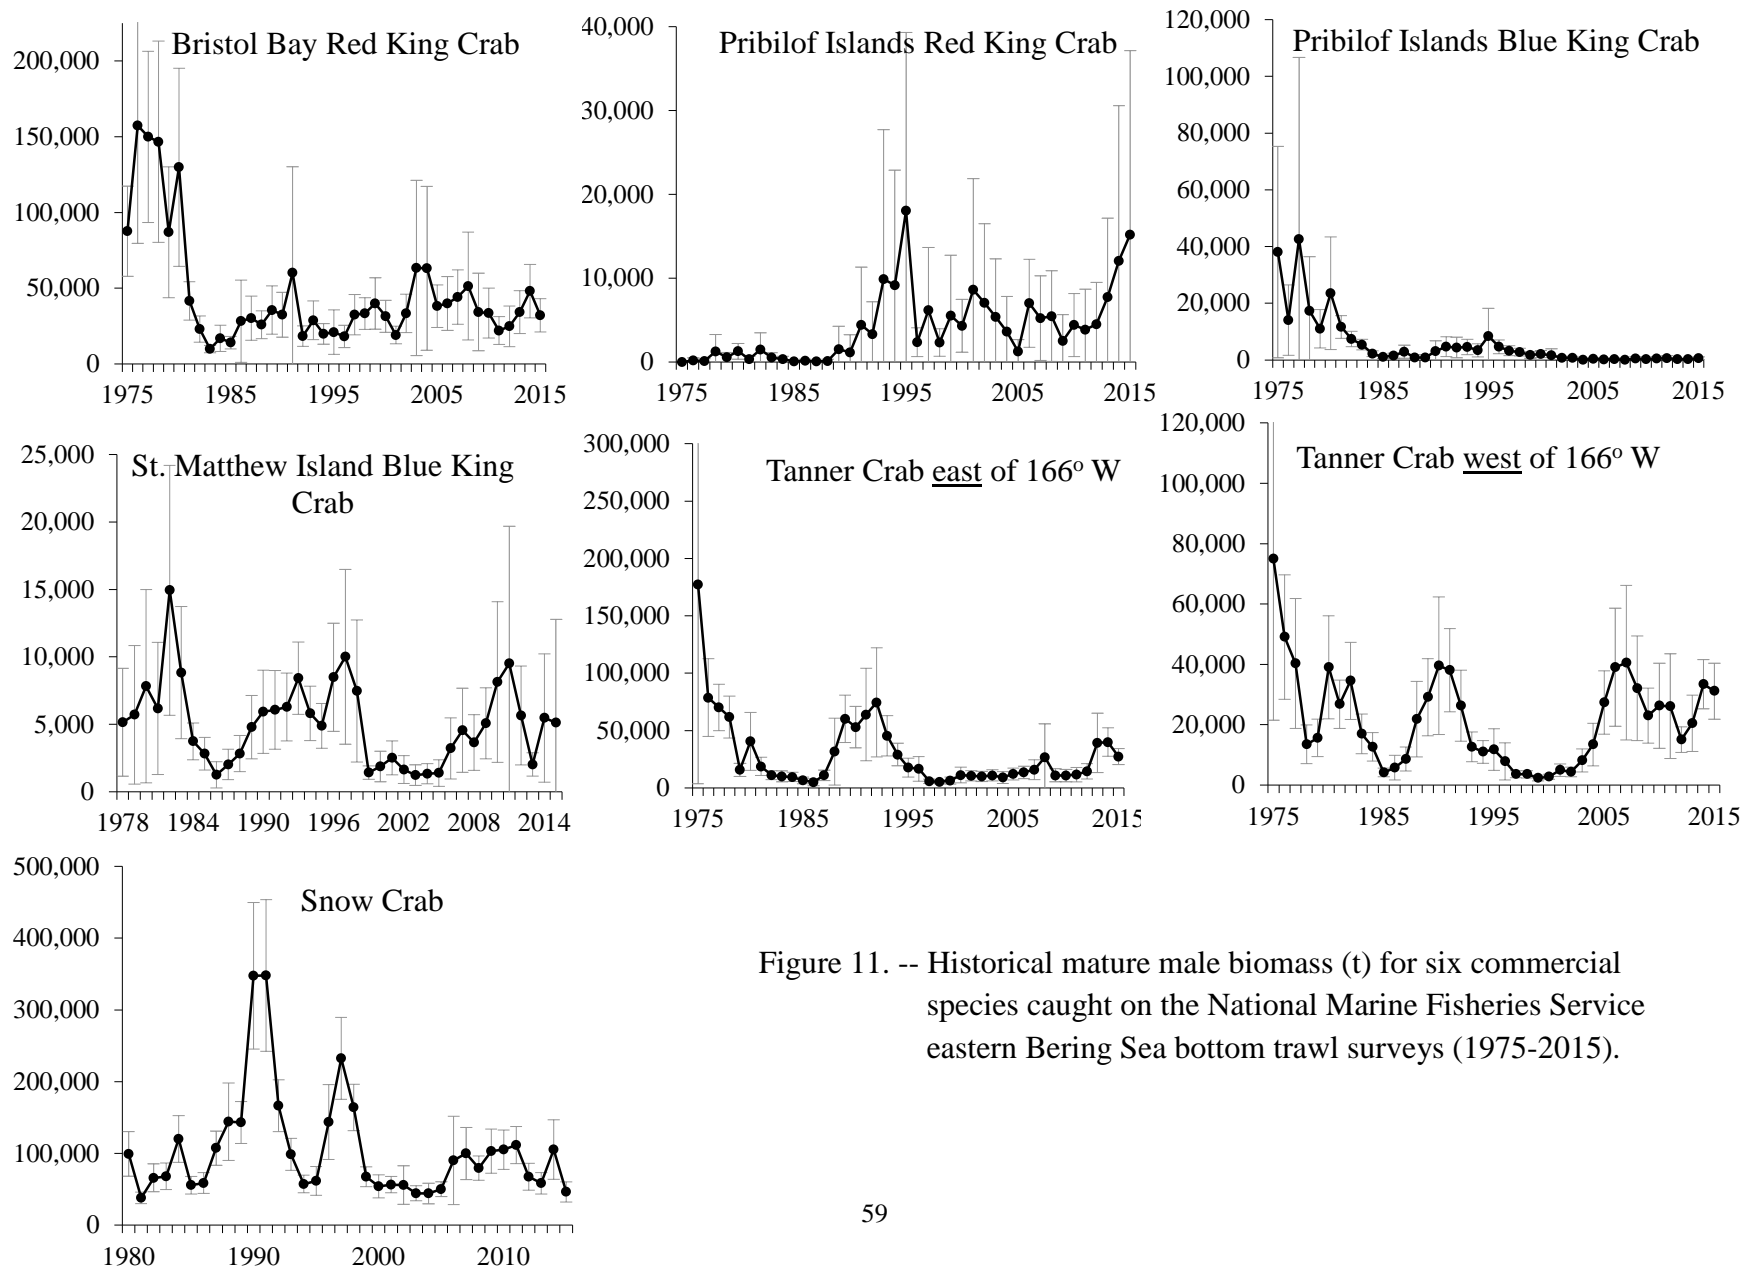 Bristol Bay Red King Crab
200,000
150,000
100,000
50,000
0
1975 1985 1995 2005 2015
Pribilof Islands Red King Crab
40,000
30,000
20,000
10,000
0
1975 1985 1995 2005 2015
Pribilof Islands Blue King Crab
120,000
100,000
80,000
60,000
40,000
20,000
0
1975 1985 1995 2005 2015
St. Matthew Island Blue King
Crab
25,000
20,000
15,000
10,000
5,000
0
1978 1984 1990 1996 2002 2008 2014
Tanner Crab east of 166º W
300,000
250,000
200,000
150,000
100,000
50,000
0
1975 1985 1995 2005 2015
Tanner Crab west of 166º W
120,000
100,000
80,000
60,000
40,000
20,000
0
1975 1985 1995 2005 2015
Snow Crab
500,000
400,000
300,000
200,000
100,000
0
1980 1990 2000 2010
Figure 11. -- Historical mature male biomass (t) for six commercial
species caught on the National Marine Fisheries Service
eastern Bering Sea bottom trawl surveys (1975-2015).
59